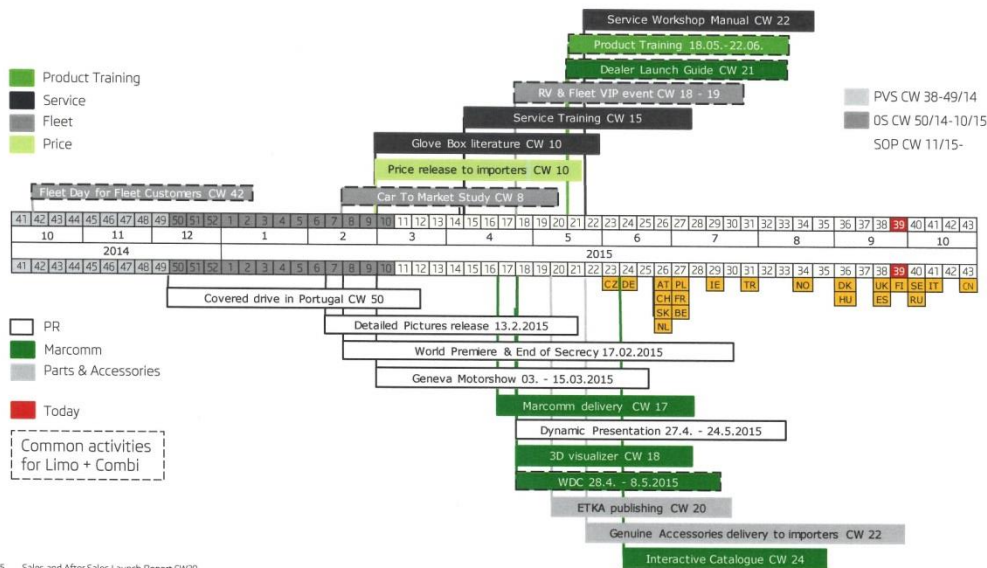 Service Workshop Manual CW 22
Product Training 18.05.-22.06.
Dealer Launch Guide CW 21
RV & Fleet VIP event CW 18 - 19
Service Training CW 15
Glove Box literature CW 10
Price release to importers CW 10
Fleet Day for Fleet Customers CW 42
Car To Market Study CW 8
Product Training
Service
Fleet
Price
PVS CW 38-49/14
0S CW 50/14-10/15
SOP CW 11/15-
41 42 43 44 45 46 47 48 49 50 51 52 1 2 3 4 5 6 7 8 9 10 11 12 13 14 15 16 17 18 19 20 21 22 23 24 25 26 27 28 29 30 31 32 33 34 35 36 37 38 39 40 41 42 43
10 11 12 1 2 3 4 5 6 7 8 9 10
2014 2015
41 42 43 44 45 46 47 48 49 50 51 52 1 2 3 4 5 6 7 8 9 10 11 12 13 14 15 16 17 18 19 20 21 22 23 24 25 26 27 28 29 30 31 32 33 34 35 36 37 38 39 40 41 42 43
CZ DE AT PL IE TR NO DK UK FI SE IT CN
CH FR HU ES RU
SK BE
NL
Covered drive in Portugal CW 50
Detailed Pictures release 13.2.2015
World Premiere & End of Secrecy 17.02.2015
Geneva Motorshow 03. - 15.03.2015
Marcomm delivery CW 17
Dynamic Presentation 27.4. - 24.5.2015
3D visualizer CW 18
WDC 28.4. - 8.5.2015
ETKA publishing CW 20
Genuine Accessories delivery to importers CW 22
Interactive Catalogue CW 24
PR
Marcomm
Parts & Accessories
Today
Common activities
for Limo + Combi
Sales and After Sales Launch Report CW39